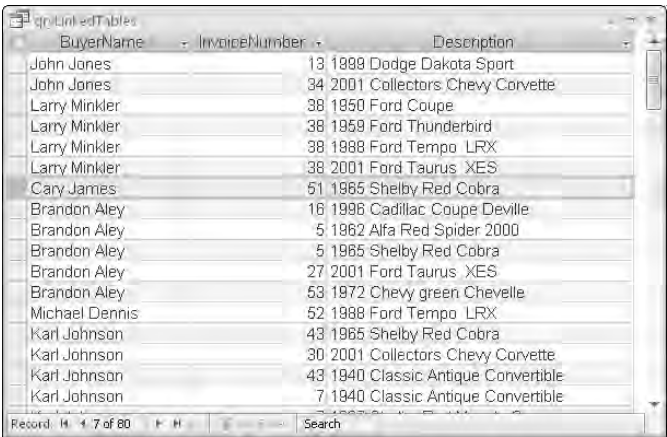 qryLinkedTables
BuyerName InvoiceNumber Description
John Jones 13 1999 Dodge Dakota Sport
John Jones 34 2001 Collectors Chevy Corvette
Larry Minkler 38 1950 Ford Coupe
Larry Minkler 38 1959 Ford Thunderbird
Larry Minkler 38 1988 Ford Tempo LRX
Larry Minkler 38 2001 Ford Taurus XES
Cary James 51 1965 Shelby Red Cobra
Brandon Aley 16 1996 Cadillac Coupe Deville
Brandon Aley 5 1962 Alfa Red Spider 2000
Brandon Aley 5 1965 Shelby Red Cobra
Brandon Aley 27 2001 Ford Taurus XES
Brandon Aley 53 1972 Chevy green Chevelle
Michael Dennis 52 1988 Ford Tempo LRX
Karl Johnson 43 1965 Shelby Red Cobra
Karl Johnson 30 2001 Collectors Chevy Corvette
Karl Johnson 43 1940 Classic Antique Convertible
Karl Johnson 7 1940 Classic Antique Convertible
Record: 7 of 80 Search